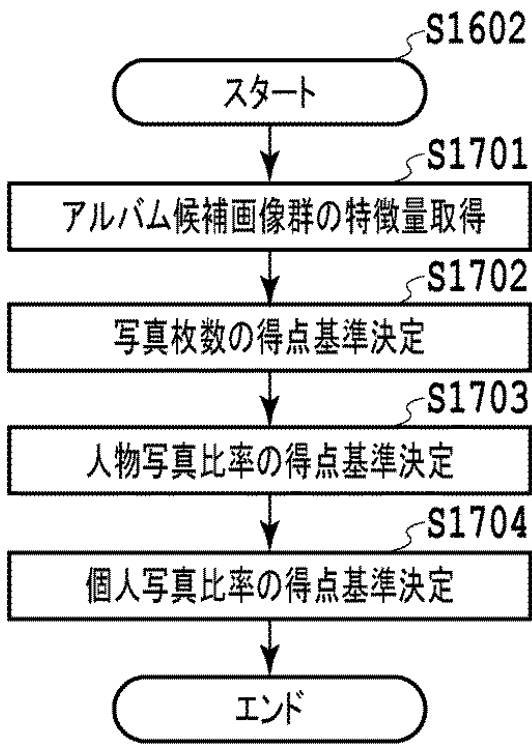 S1602
スタート
S1701
アルバム候補画像群の特徴量取得
S1702
写真枚数の得点基準決定
S1703
人物写真比率の得点基準決定
S1704
個人写真比率の得点基準決定
エンド